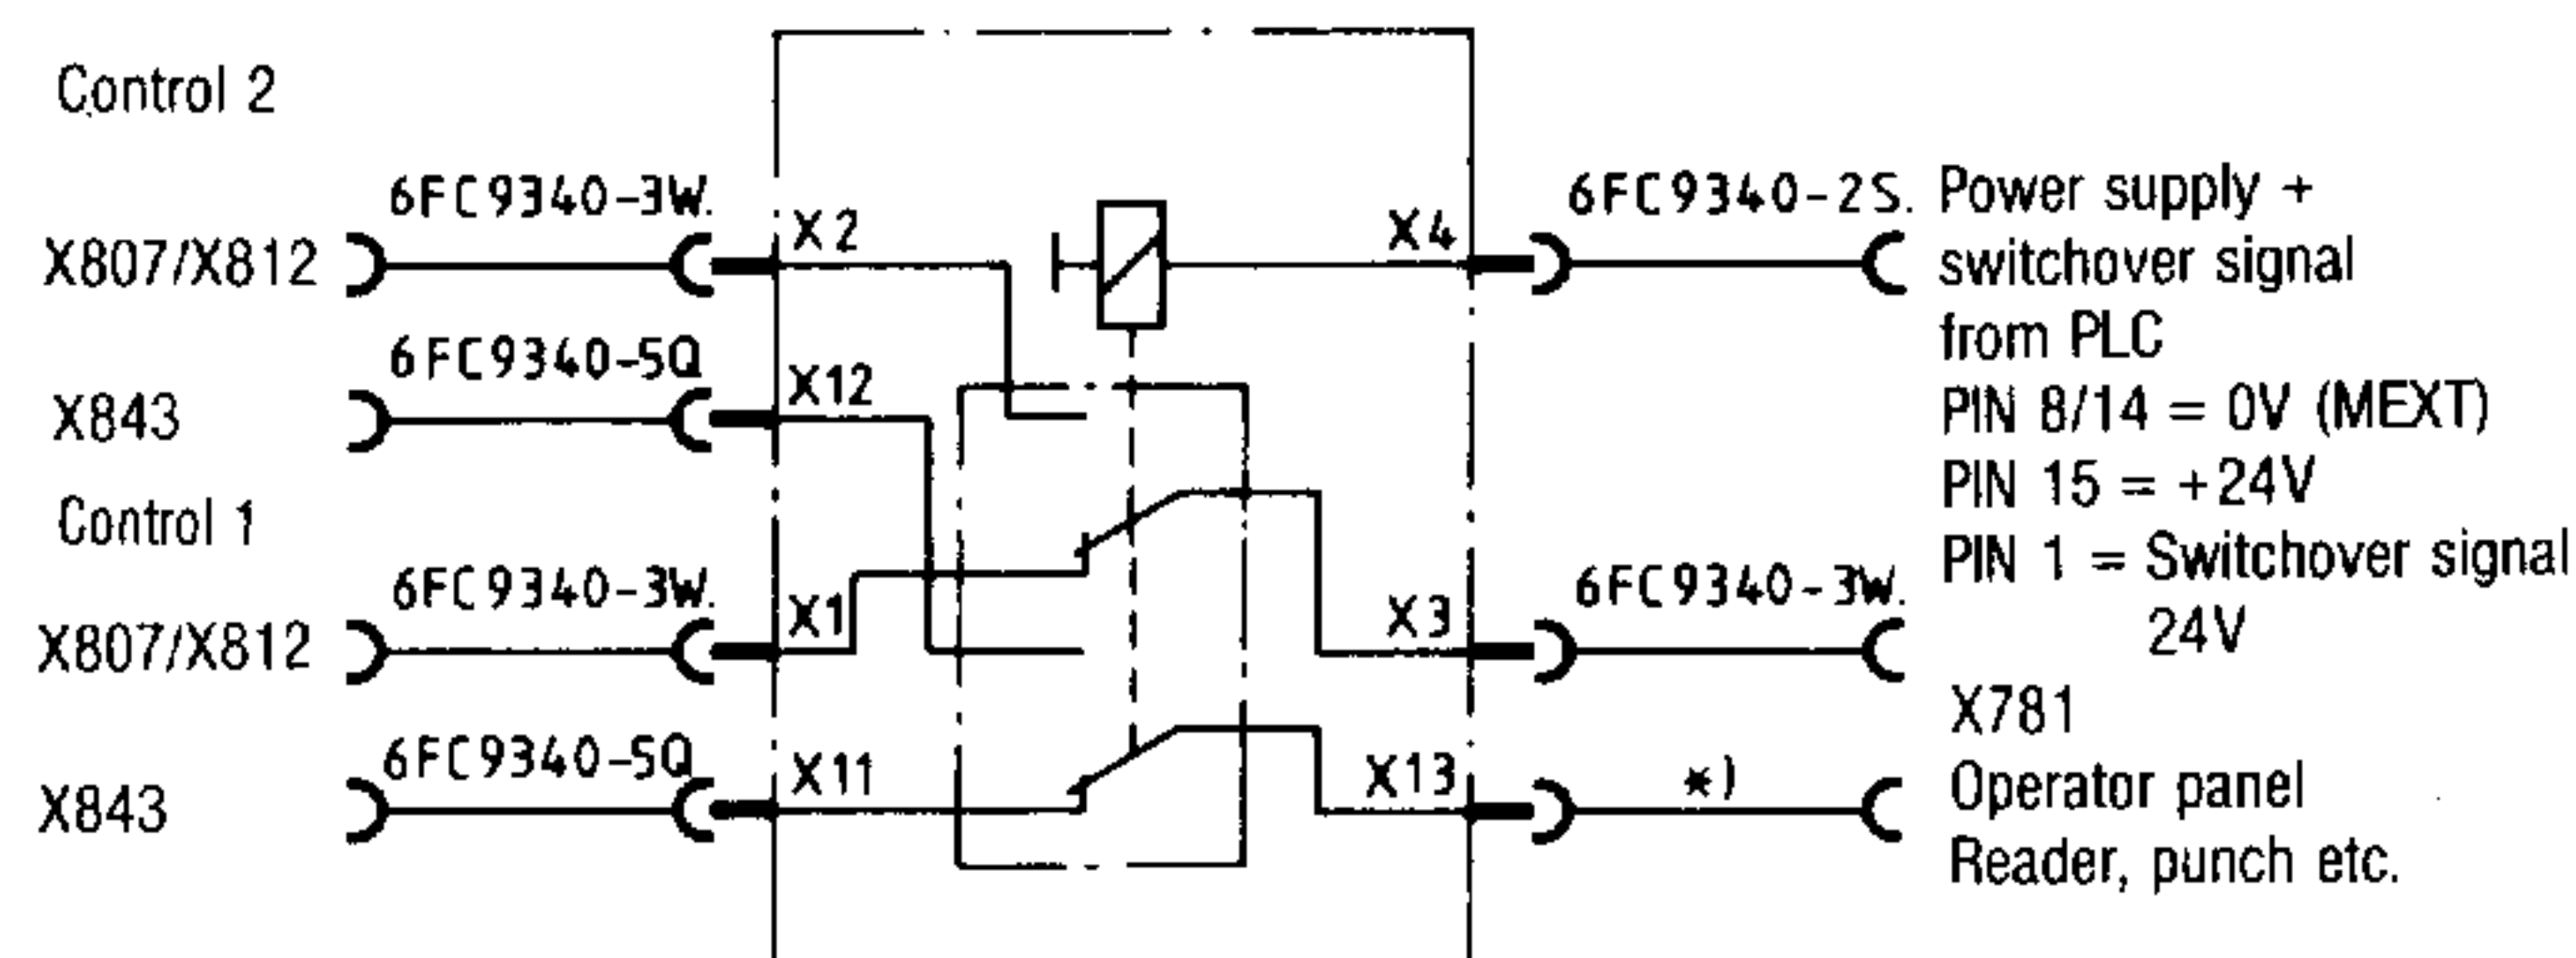 Control 2
6FC9340-3W.
X807/X812
X2
X4
6FC9340-2S.
Power supply +
switchover signal
from PLC
PIN 8/14 = 0V (MEXT)
PIN 15 = +24V
PIN 1 = Switchover signal
24V
6FC9340-5Q
X843
X12
Control 1
6FC9340-3W.
X807/X812
X1
X3
6FC9340-3W.
X781
Operator panel
Reader, punch etc.
6FC9340-5Q
X843
X11
X13
*)